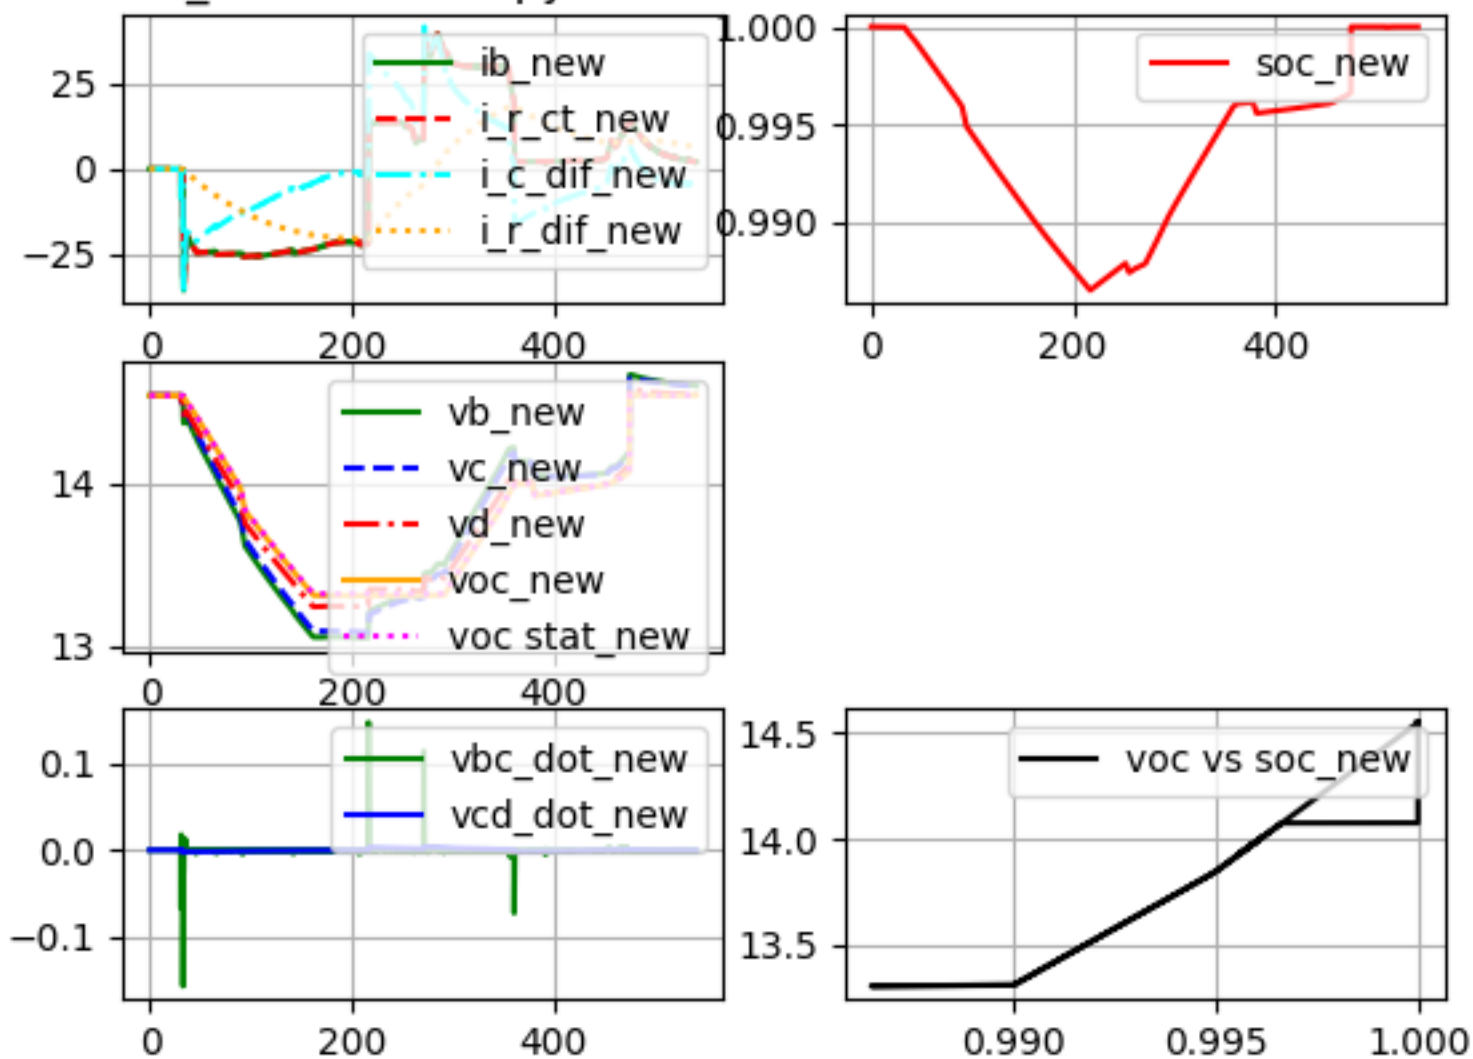 25
0
−25
ib_new
i_r_ct_new
i_c_dif_new
i_r_dif_new
0 200 400
1.000
0.995
0.990
soc_new
0 200 400
14
13
vb_new
vc_new
vd_new
voc_new
voc stat_new
0 200 400
0.1
0.0
−0.1
vbc_dot_new
vcd_dot_new
0 200 400
14.5
14.0
13.5
voc vs soc_new
0.990 0.995 1.000